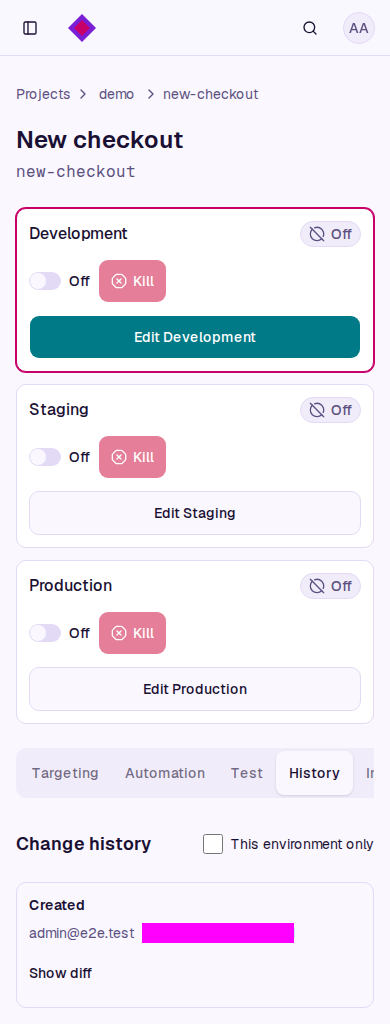 AA
Projects > demo > new-checkout
New checkout
new-checkout
Development Off
Off Kill
Edit Development
Staging Off
Off Kill
Edit Staging
Production Off
Off Kill
Edit Production
Targeting Automation Test History
Change history This environment only
Created
admin@e2e.test
Show diff